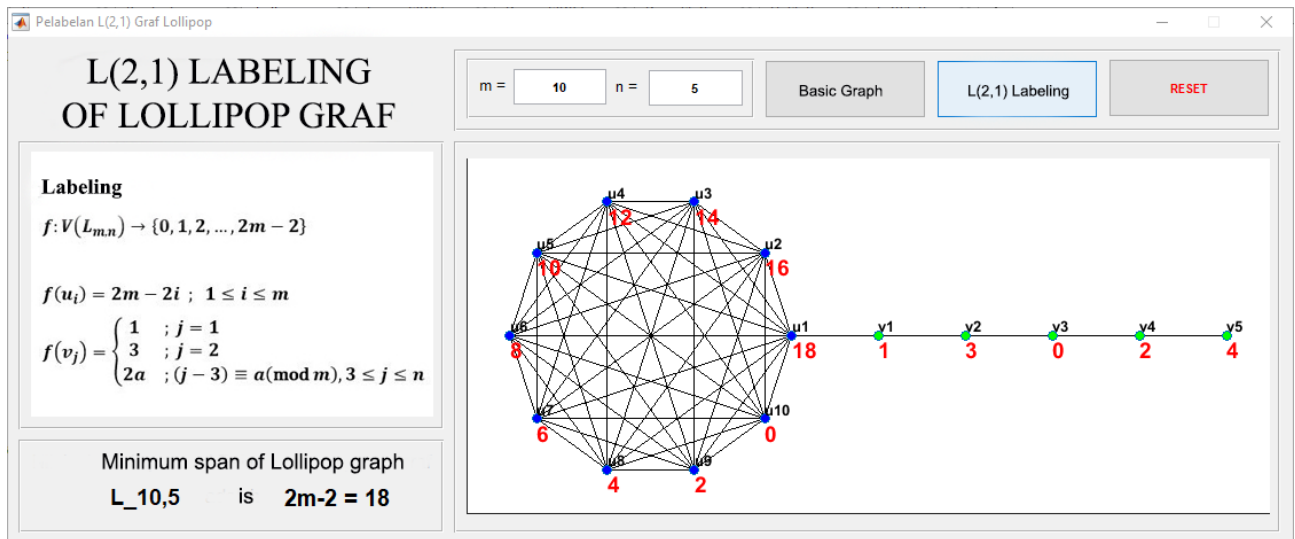 Pelabelan L(2,1) Graf Lollipop
L(2,1) LABELING
OF LOLLIPOP GRAF
m = 10 n = 5 Basic Graph L(2,1) Labeling RESET
Labeling
f: V(L_{m,n}) → {0, 1, 2, ..., 2m − 2}
f(u_i) = 2m − 2i ; 1 ≤ i ≤ m
f(v_j) = { 1 ; j = 1
3 ; j = 2
2a ; (j − 3) ≡ a(mod m), 3 ≤ j ≤ n
Minimum span of Lollipop graph
L_10,5 is 2m-2 = 18
u4 u3
12 14
u5 u2
10 16
u6 u1 v1 v2 v3 v4 v5
8 18 1 3 0 2 4
u7 u10
6 0
u8 u9
4 2